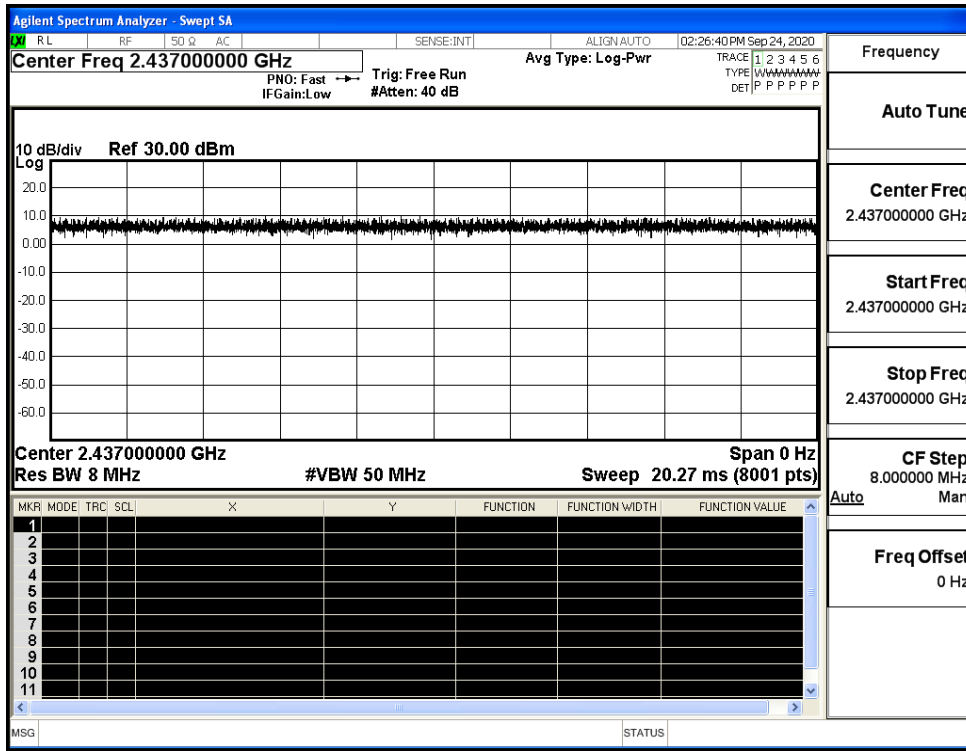 Agilent Spectrum Analyzer - Swept SA
LXI RL RF 50 Ω AC SENSE:INT ALIGN AUTO 02:26:40 PM Sep 24, 2020
Center Freq 2.437000000 GHz
Avg Type: Log-Pwr
TRACE 1 2 3 4 5 6
TYPE
DET P P P P P P
PNO: Fast
IFGain:Low
Trig: Free Run
#Atten: 40 dB
10 dB/div Ref 30.00 dBm
Log
20.0
10.0
0.00
-10.0
-20.0
-30.0
-40.0
-50.0
-60.0
Center 2.437000000 GHz Span 0 Hz
Res BW 8 MHz #VBW 50 MHz Sweep 20.27 ms (8001 pts)
MKR MODE TRC SCL X Y FUNCTION FUNCTION WIDTH FUNCTION VALUE
1
2
3
4
5
6
7
8
9
10
11
MSG STATUS
Frequency
Auto Tune
Center Freq
2.437000000 GHz
Start Freq
2.437000000 GHz
Stop Freq
2.437000000 GHz
CF Step
8.000000 MHz
Auto Man
Freq Offset
0 Hz